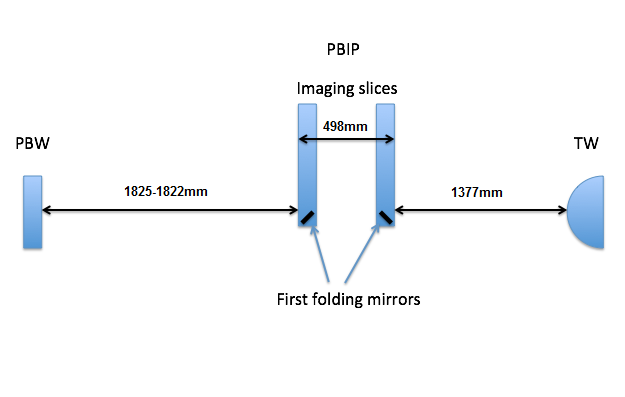 PBIP
Imaging slices
498mm
PBW
TW
1825-1822mm
1377mm
First folding mirrors